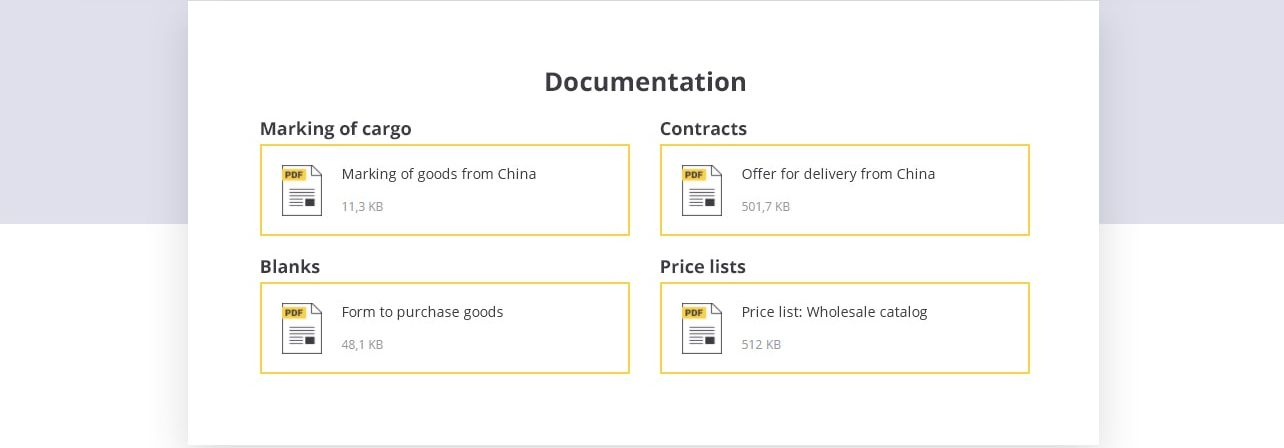 Documentation
Marking of cargo
PDF
Marking of goods from China
11,3 KB
Contracts
PDF
Offer for delivery from China
501,7 KB
Blanks
PDF
Form to purchase goods
48,1 KB
Price lists
PDF
Price list: Wholesale catalog
512 KB